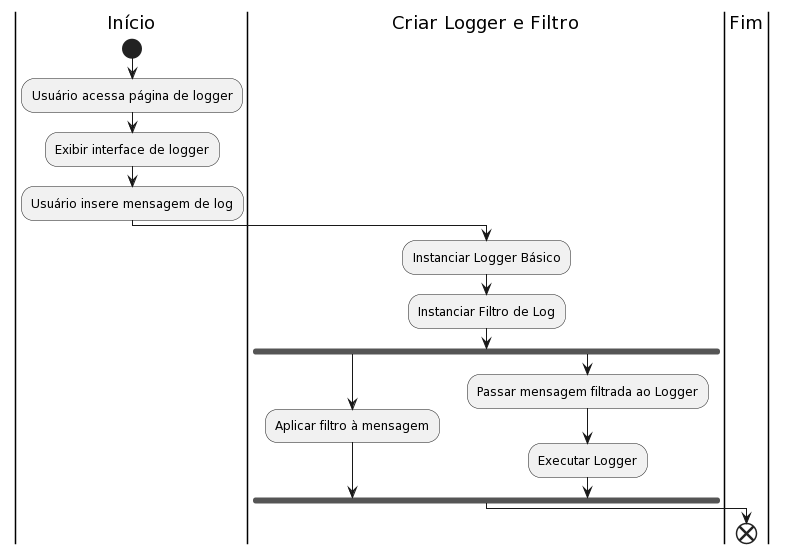 Início
Criar Logger e Filtro
Fim
Usuário acessa página de logger
Exibir interface de logger
Usuário insere mensagem de log
Instanciar Logger Básico
Instanciar Filtro de Log
Passar mensagem filtrada ao Logger
Aplicar filtro à mensagem
Executar Logger